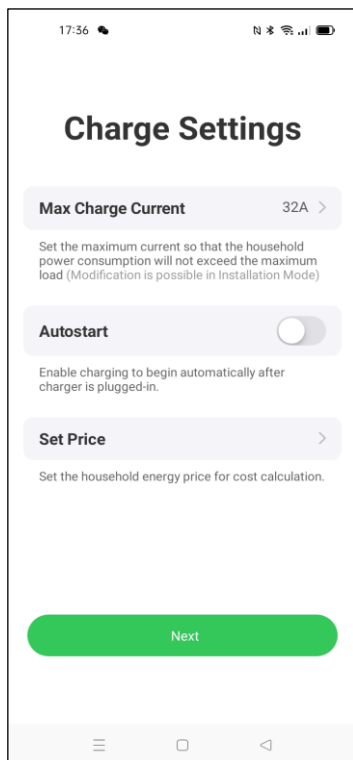 17:36
Charge Settings
Max Charge Current 32A
Set the maximum current so that the household
power consumption will not exceed the maximum
load (Modification is possible in Installation Mode)
Autostart
Enable charging to begin automatically after
charger is plugged-in.
Set Price
Set the household energy price for cost calculation.
Next